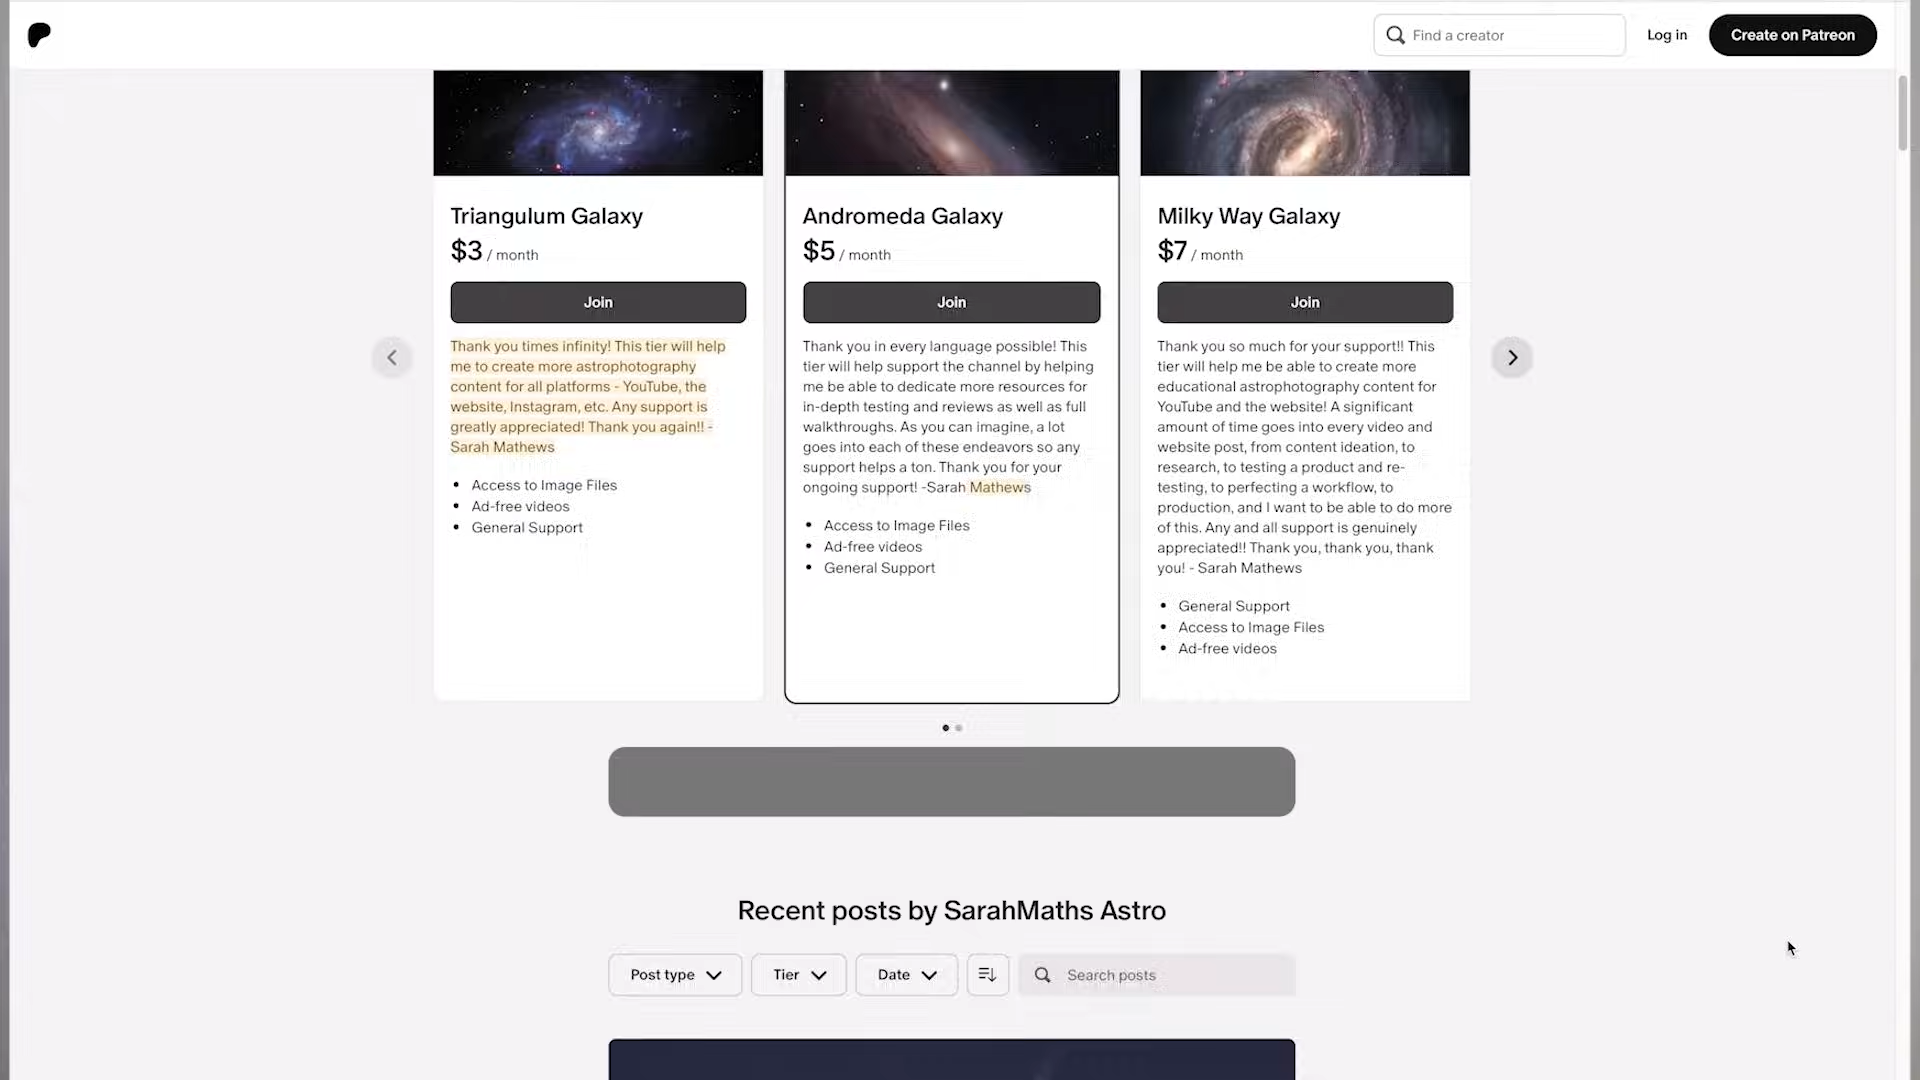 Find a creator
Log in
Create on Patreon
Triangulum Galaxy
$3 / month
Join
Thank you times infinity! This tier will help
me to create more astrophotography
content for all platforms - YouTube, the
website, Instagram, etc. Any support is
greatly appreciated! Thank you again!! -
Sarah Mathews
• Access to Image Files
• Ad-free videos
• General Support
Andromeda Galaxy
$5 / month
Join
Thank you in every language possible! This
tier will help support the channel by helping
me be able to dedicate more resources for
in-depth testing and reviews as well as full
walkthroughs. As you can imagine, a lot
goes into each of these endeavors so any
support helps a ton. Thank you for your
ongoing support! -Sarah Mathews
• Access to Image Files
• Ad-free videos
• General Support
Milky Way Galaxy
$7 / month
Join
Thank you so much for your support!! This
tier will help me be able to create more
educational astrophotography content for
YouTube and the website! A significant
amount of time goes into every video and
website post, from content ideation, to
research, to testing a product and re-
testing, to perfecting a workflow, to
production, and I want to be able to do more
of this. Any and all support is genuinely
appreciated!! Thank you, thank you, thank
you! - Sarah Mathews
• General Support
• Access to Image Files
• Ad-free videos
Recent posts by SarahMaths Astro
Post type
Tier
Date
Search posts